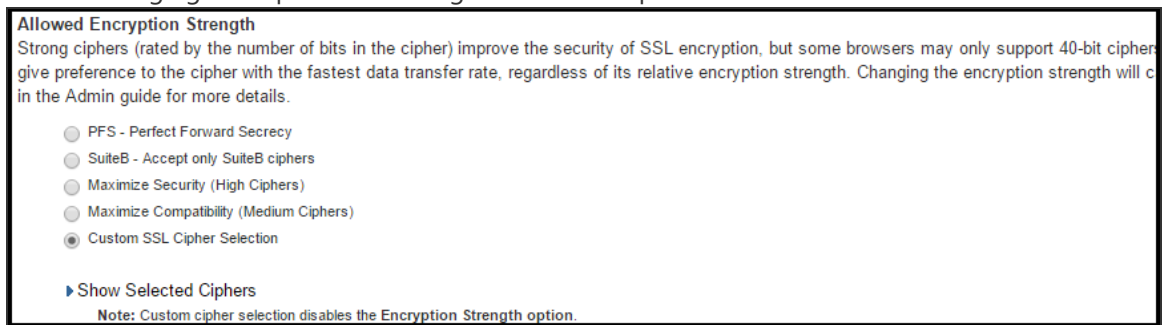 Allowed Encryption Strength
Strong ciphers (rated by the number of bits in the cipher) improve the security of SSL encryption, but some browsers may only support 40-bit ciphers
give preference to the cipher with the fastest data transfer rate, regardless of its relative encryption strength. Changing the encryption strength will c
in the Admin guide for more details.
PFS - Perfect Forward Secrecy
SuiteB - Accept only SuiteB ciphers
Maximize Security (High Ciphers)
Maximize Compatibility (Medium Ciphers)
Custom SSL Cipher Selection
Show Selected Ciphers
Note: Custom cipher selection disables the Encryption Strength option.